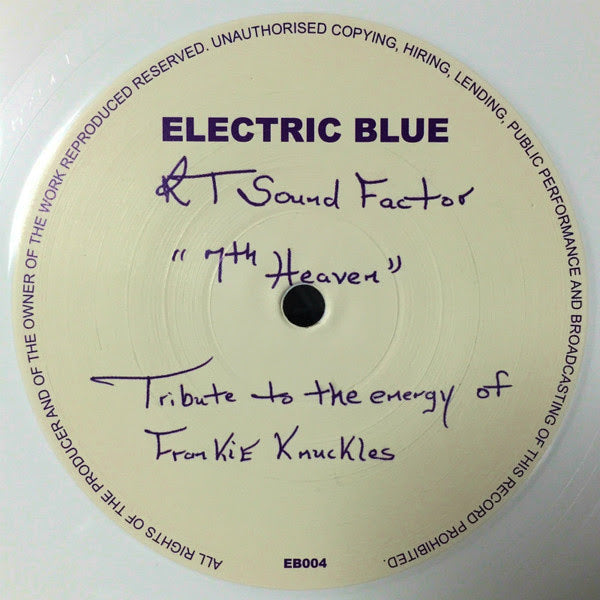 ALL RIGHTS OF THE PRODUCER AND OF THE OWNER OF THE WORK REPRODUCED RESERVED. UNAUTHORISED COPYING, HIRING, LENDING, PUBLIC PERFORMANCE AND BROADCASTING OF THIS RECORD PROHIBITED.
ELECTRIC BLUE
RT Sound Factor
"7th Heaven"
Tribute to the energy of
Frankie Knuckles
EB004